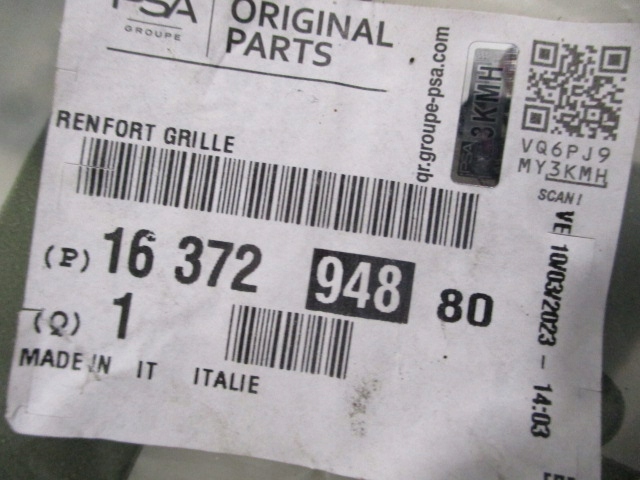 PSA
GROUPE
ORIGINAL
PARTS
qr.groupe-psa.com
3KMH
VQ6PJ9
MY3KMH
SCAN!
RENFORT GRILLE
(P) 16 372 948 80
(Q) 1
MADE IN IT ITALIE
VE 10/03/2023 - 14:03